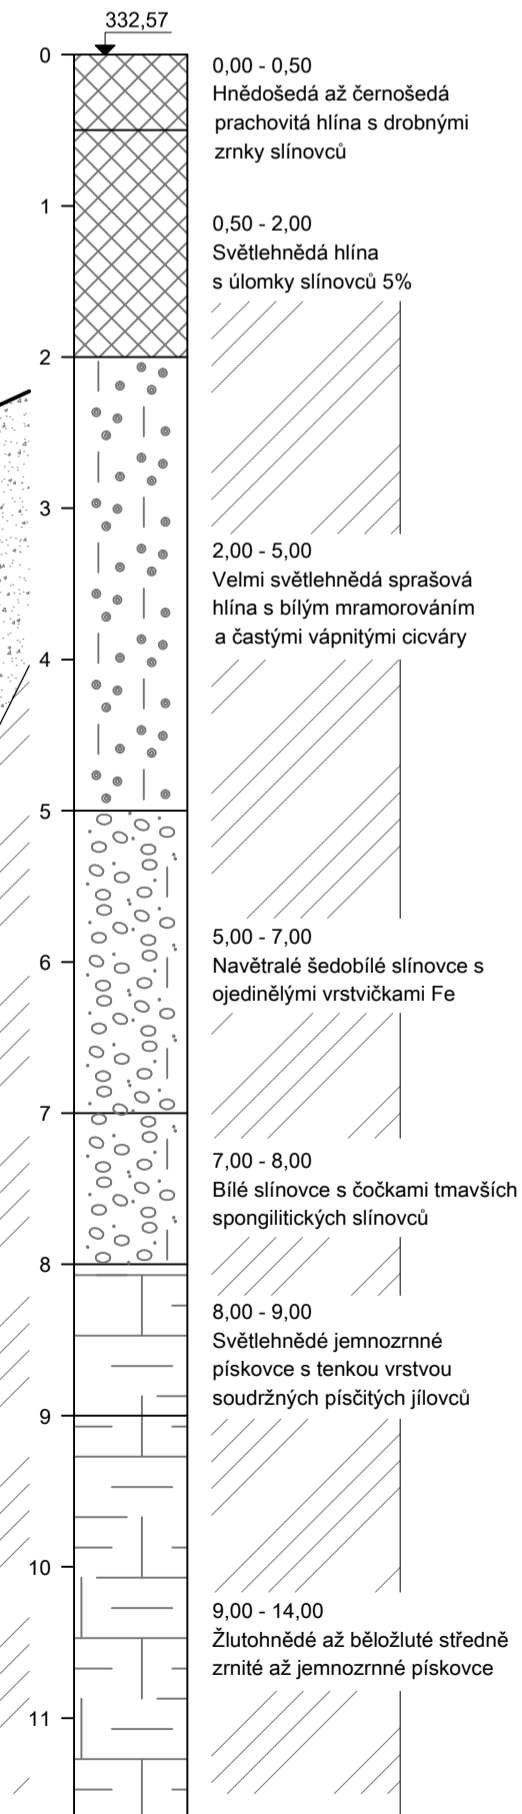 332,57
0
0,00 - 0,50
Hnědošedá až černošedá
prachovitá hlína s drobnými
zrnky slínovců
1
0,50 - 2,00
Světlehnědá hlína
s úlomky slínovců 5%
2
3
2,00 - 5,00
Velmi světlehnědá sprašová
hlína s bílým mramorováním
a častými vápnitými cicváry
4
5
5,00 - 7,00
Navětralé šedobílé slínovce s
ojedinělými vrstvičkami Fe
6
7
7,00 - 8,00
Bílé slínovce s čočkami tmavších
spongilitických slínovců
8
8,00 - 9,00
Světlehnědé jemnozrnné
pískovce s tenkou vrstvou
soudržných písčitých jílovců
9
10
9,00 - 14,00
Žlutohnědé až běložluté středně
zrnité až jemnozrnné pískovce
11